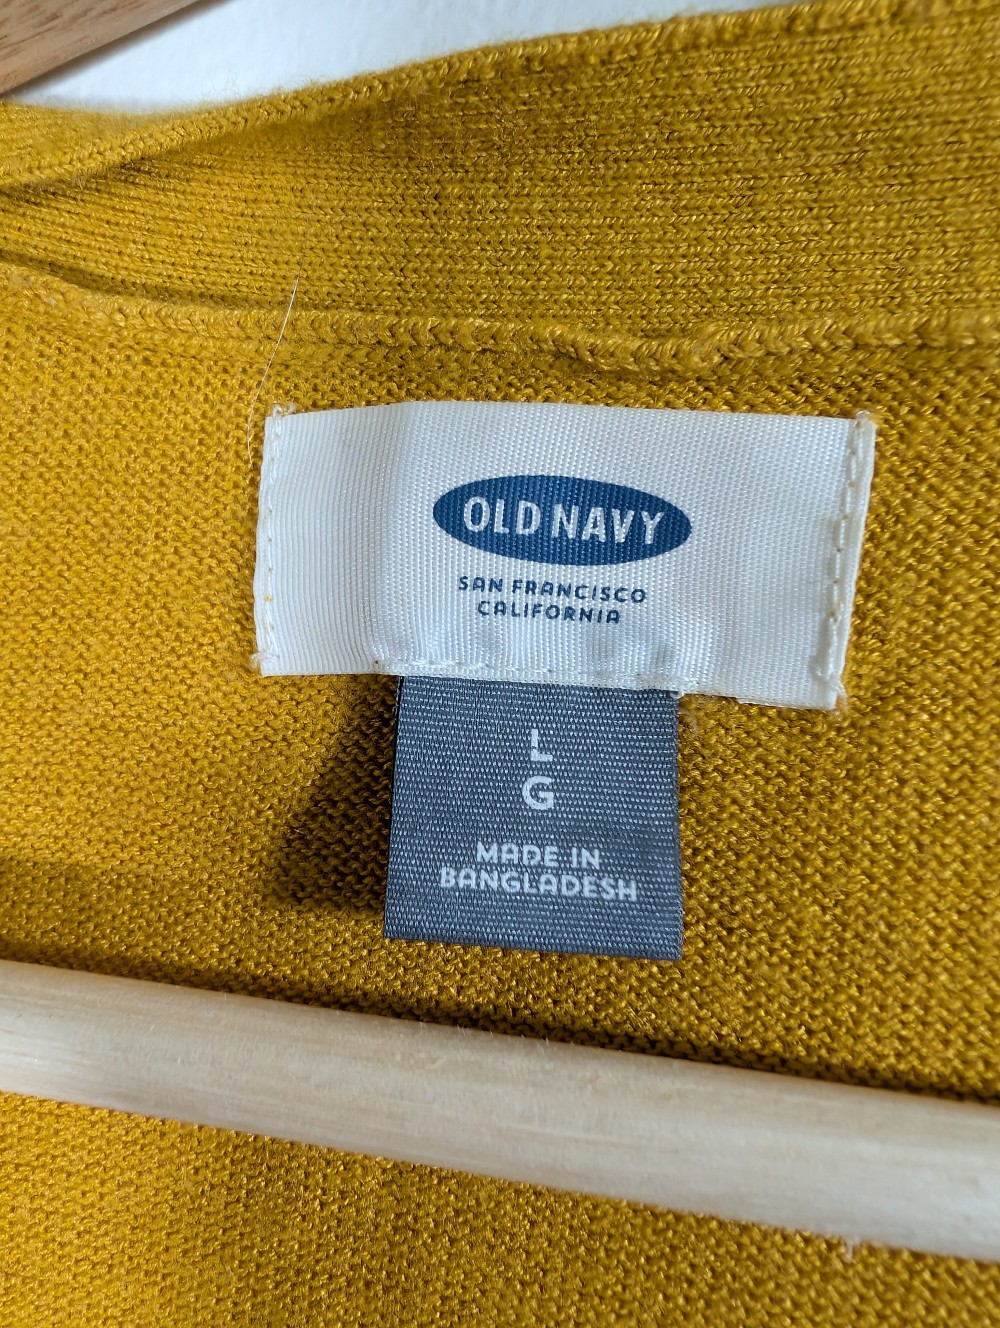 OLD NAVY
SAN FRANCISCO
CALIFORNIA
L
G
MADE IN
BANGLADESH